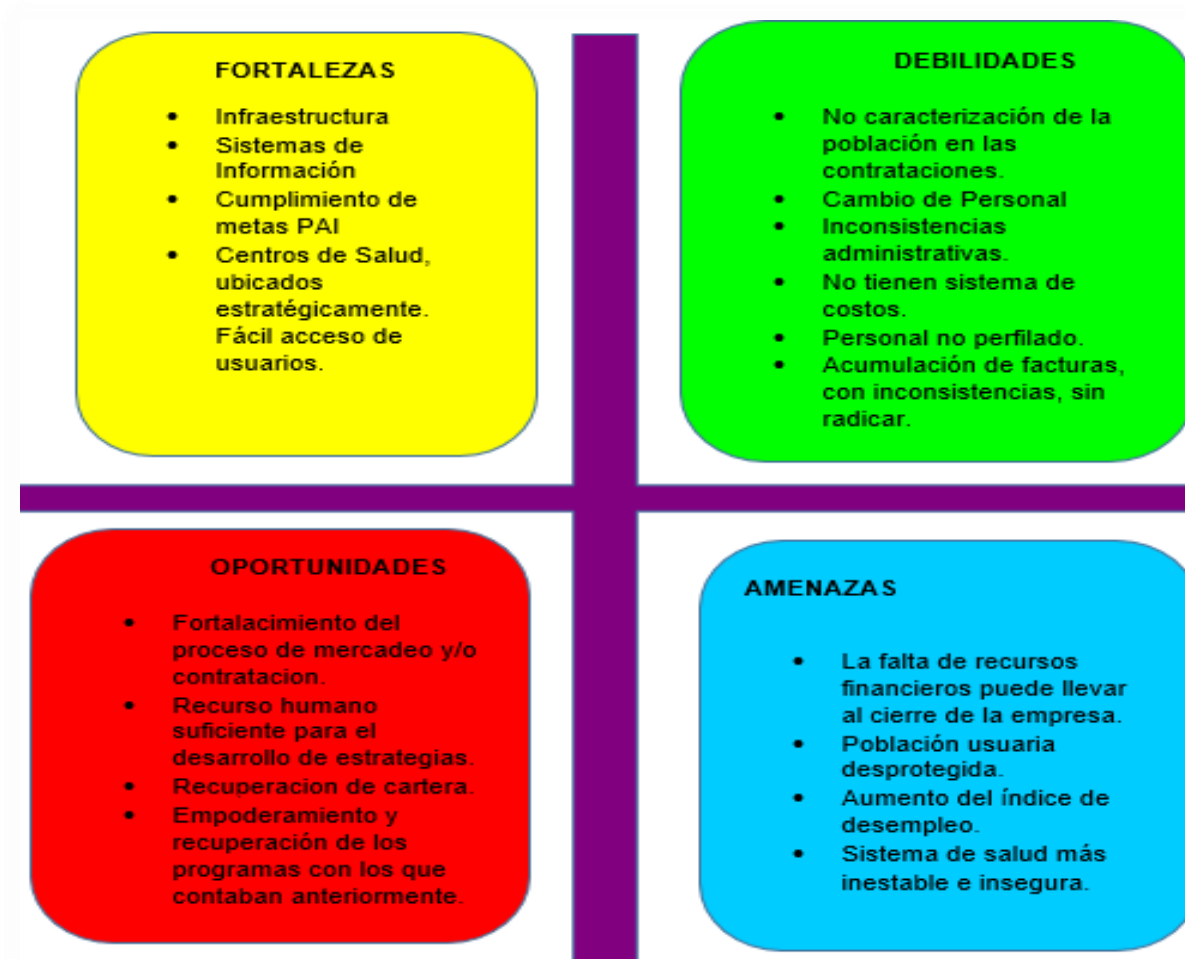 FORTALEZAS
• Infraestructura
• Sistemas de
Información
• Cumplimiento de
metas PAI
• Centros de Salud,
ubicados
estratégicamente.
Fácil acceso de
usuarios.
DEBILIDADES
• No caracterización de la
población en las
contrataciones.
• Cambio de Personal
• Inconsistencias
administrativas.
• No tienen sistema de
costos.
• Personal no perfilado.
• Acumulación de facturas,
con inconsistencias, sin
radicar.
OPORTUNIDADES
• Fortalacimiento del
proceso de mercadeo y/o
contratacion.
• Recurso humano
suficiente para el
desarrollo de estrategias.
• Recuperacion de cartera.
• Empoderamiento y
recuperación de los
programas con los que
contaban anteriormente.
AMENAZAS
• La falta de recursos
financieros puede llevar
al cierre de la empresa.
• Población usuaria
desprotegida.
• Aumento del índice de
desempleo.
• Sistema de salud más
inestable e insegura.